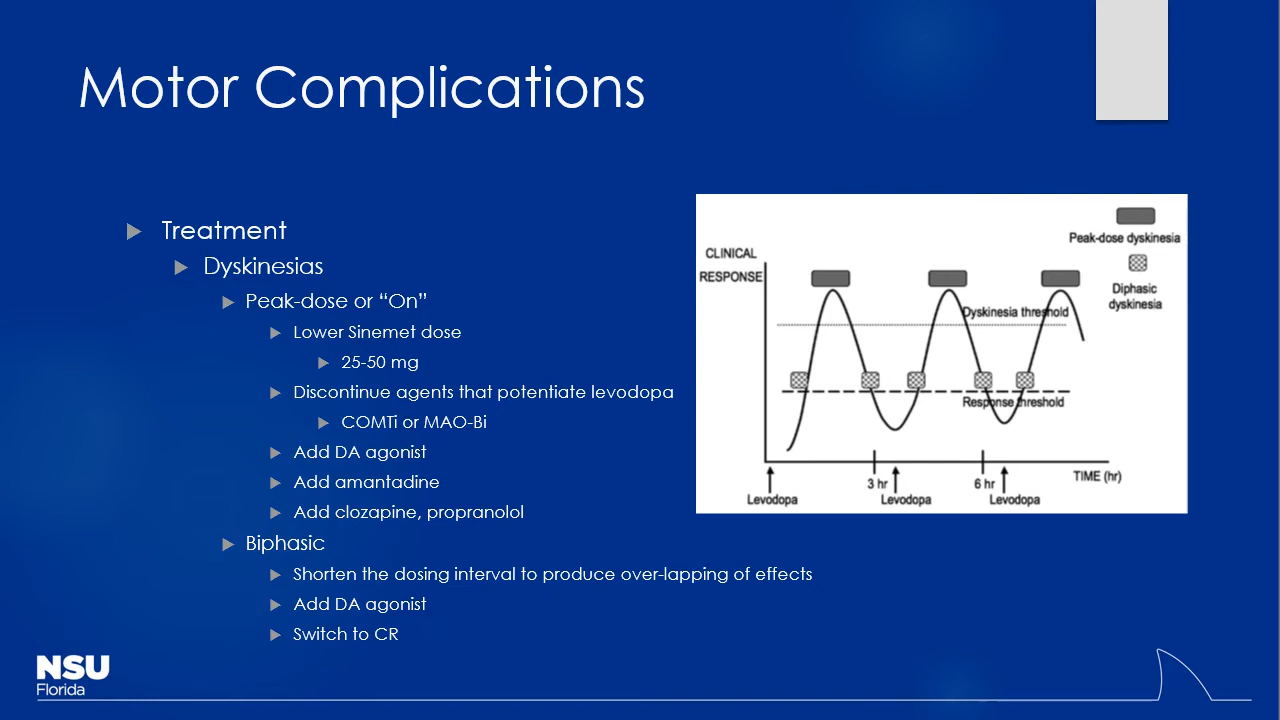 Motor Complications
Treatment
Dyskinesias
Peak-dose or “On”
Lower Sinemet dose
25-50 mg
Discontinue agents that potentiate levodopa
COMTi or MAO-Bi
Add DA agonist
Add amantadine
Add clozapine, propranolol
Biphasic
Shorten the dosing interval to produce over-lapping of effects
Add DA agonist
Switch to CR
Peak-dose dyskinesia
Diphasic
dyskinesia
CLINICAL
RESPONSE
Dyskinesia threshold
Response threshold
3 hr
6 hr
TIME (hr)
Levodopa
Levodopa
Levodopa
NSU
Florida